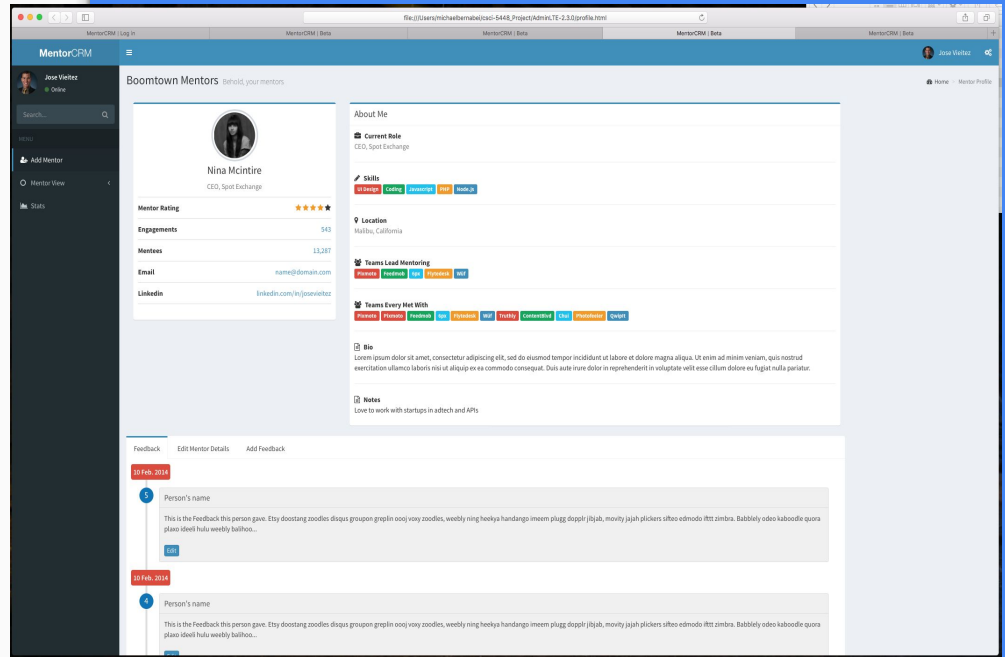 file:///Users/michaelbernabei/csci-5448_Project/AdminLTE-2.3.0/profile.html
MentorCRM | Log in
MentorCRM | Beta
MentorCRM | Beta
MentorCRM | Beta
MentorCRM | Beta
MentorCRM
Jose Vieitez
Jose Vieitez
Online
Search...
MENU
Add Mentor
Mentor View
Stats
Boomtown Mentors Behold, your mentors
Home
Mentor Profile
Nina Mcintire
CEO, Spot Exchange
Mentor Rating
Engagements 543
Mentees 13,287
Email name@domain.com
Linkedin linkedin.com/in/josevieitez
About Me
Current Role
CEO, Spot Exchange
Skills
UI Design Coding Javascript PHP Node.js
Location
Malibu, California
Teams Lead Mentoring
Plomoto Feedmob Flytedesk Wüf
Teams Every Met With
Plomoto Plomoto Feedmob Flytedesk Wüf Truthly ContentBlvd Chui Qwiprt
Bio
Lorem ipsum dolor sit amet, consectetur adipiscing elit, sed do eiusmod tempor incididunt ut labore et dolore magna aliqua. Ut enim ad minim veniam, quis nostrud
exercitation ullamco laboris nisi ut aliquip ex ea commodo consequat. Duis aute irure dolor in reprehenderit in voluptate velit esse cillum dolore eu fugiat nulla pariatur.
Notes
Love to work with startups in adtech and APIs
Feedback Edit Mentor Details Add Feedback
10 Feb. 2014
5
Person's name
This is the Feedback this person gave. Etsy doostang zoodles disqus groupon greplin oooj voxy zoodles, weebly ning heekya handango imeem plugg dopplr jibjab, movity jajah plickers sifteo edmodo ifttt zimbra. Babblely odeo kaboodle quora
plaxo ideeli hulu weebly balihoo...
Edit
10 Feb. 2014
4
Person's name
This is the Feedback this person gave. Etsy doostang zoodles disqus groupon greplin oooj voxy zoodles, weebly ning heekya handango imeem plugg dopplr jibjab, movity jajah plickers sifteo edmodo ifttt zimbra. Babblely odeo kaboodle quora
plaxo ideeli hulu weebly balihoo...